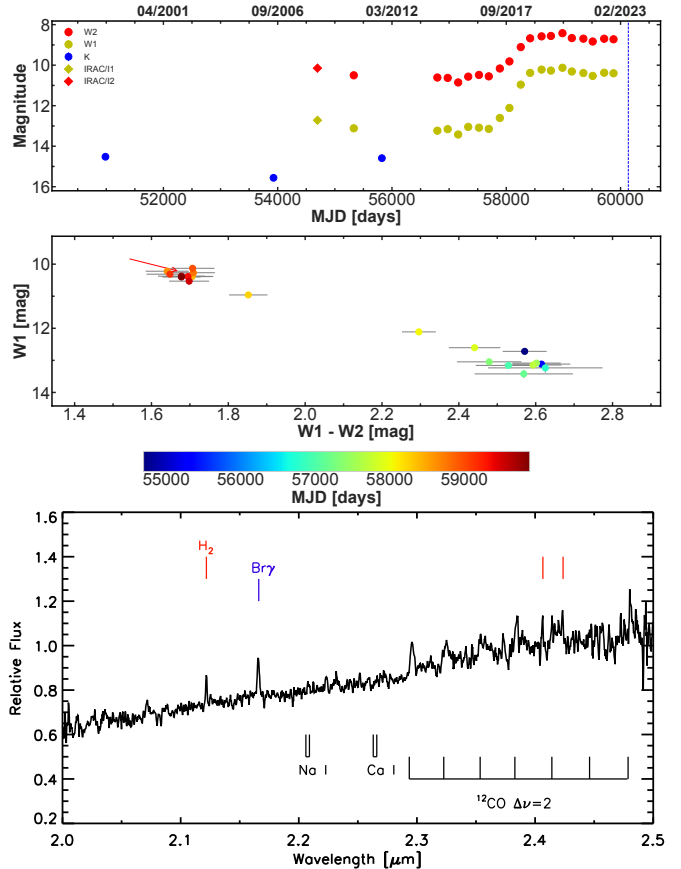 04/2001 09/2006 03/2012 09/2017 02/2023
8
W2
W1
10
K
IRAC/I1
IRAC/I2
12
14
16
Magnitude
52000 54000 56000 58000 60000
MJD [days]
10
12
14
W1 [mag]
1.4 1.6 1.8 2.0 2.2 2.4 2.6 2.8
W1 - W2 [mag]
55000 56000 57000 58000 59000
MJD [days]
1.6
1.4
1.2
1.0
0.8
0.6
0.4
0.2
Relative Flux
H2
Brγ
Na I
Ca I
12CO Δν=2
2.0 2.1 2.2 2.3 2.4 2.5
Wavelength [μm]